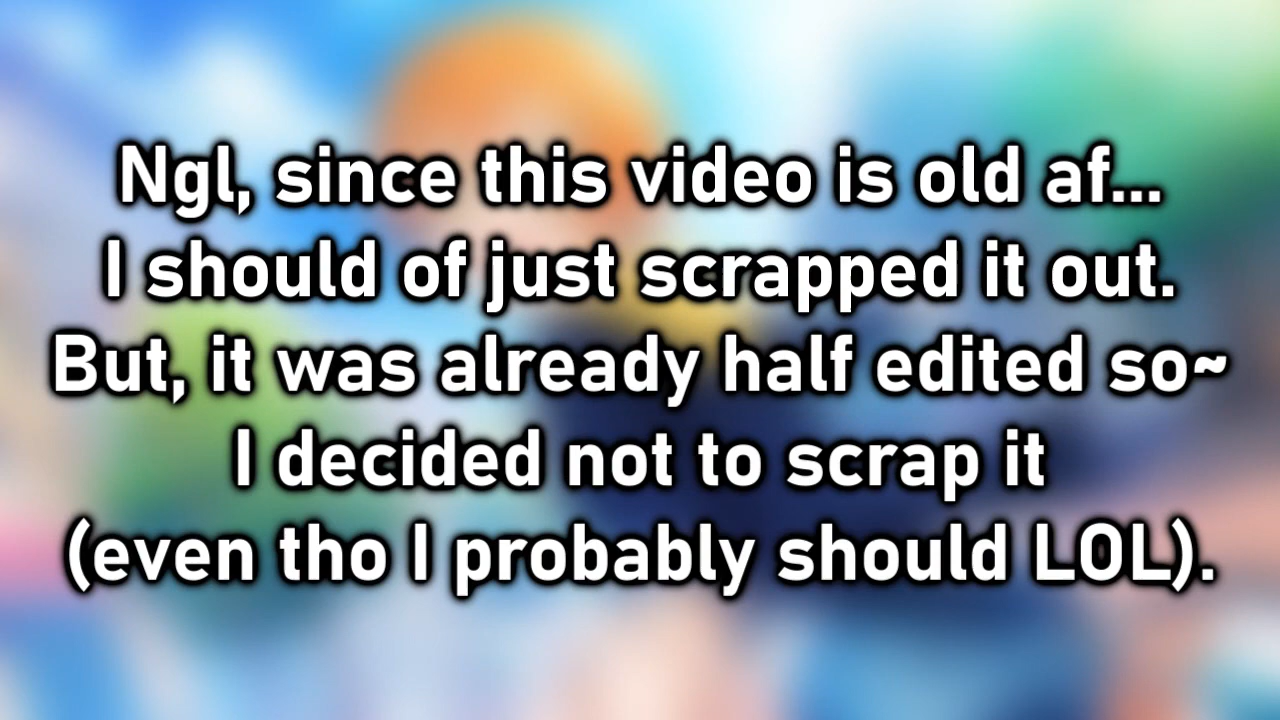 Ngl, since this video is old af...
I should of just scrapped it out.
But, it was already half edited so~
I decided not to scrap it
(even tho I probably should LOL).